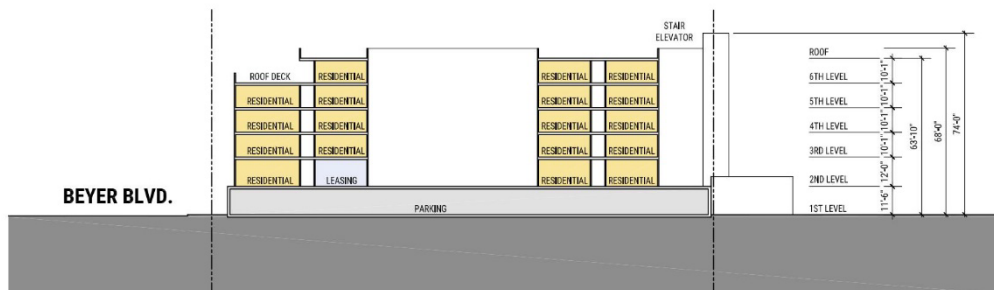 STAIR
ELEVATOR
ROOF
ROOF DECK
RESIDENTIAL
RESIDENTIAL
RESIDENTIAL
6TH LEVEL
10'-1"
RESIDENTIAL
RESIDENTIAL
RESIDENTIAL
RESIDENTIAL
5TH LEVEL
10'-1"
RESIDENTIAL
RESIDENTIAL
RESIDENTIAL
RESIDENTIAL
4TH LEVEL
10'-1"
RESIDENTIAL
RESIDENTIAL
RESIDENTIAL
RESIDENTIAL
3RD LEVEL
10'-1"
RESIDENTIAL
LEASING
RESIDENTIAL
RESIDENTIAL
2ND LEVEL
12'-0"
BEYER BLVD.
PARKING
1ST LEVEL
11'-6"
63'-10"
68'-0"
74'-0"